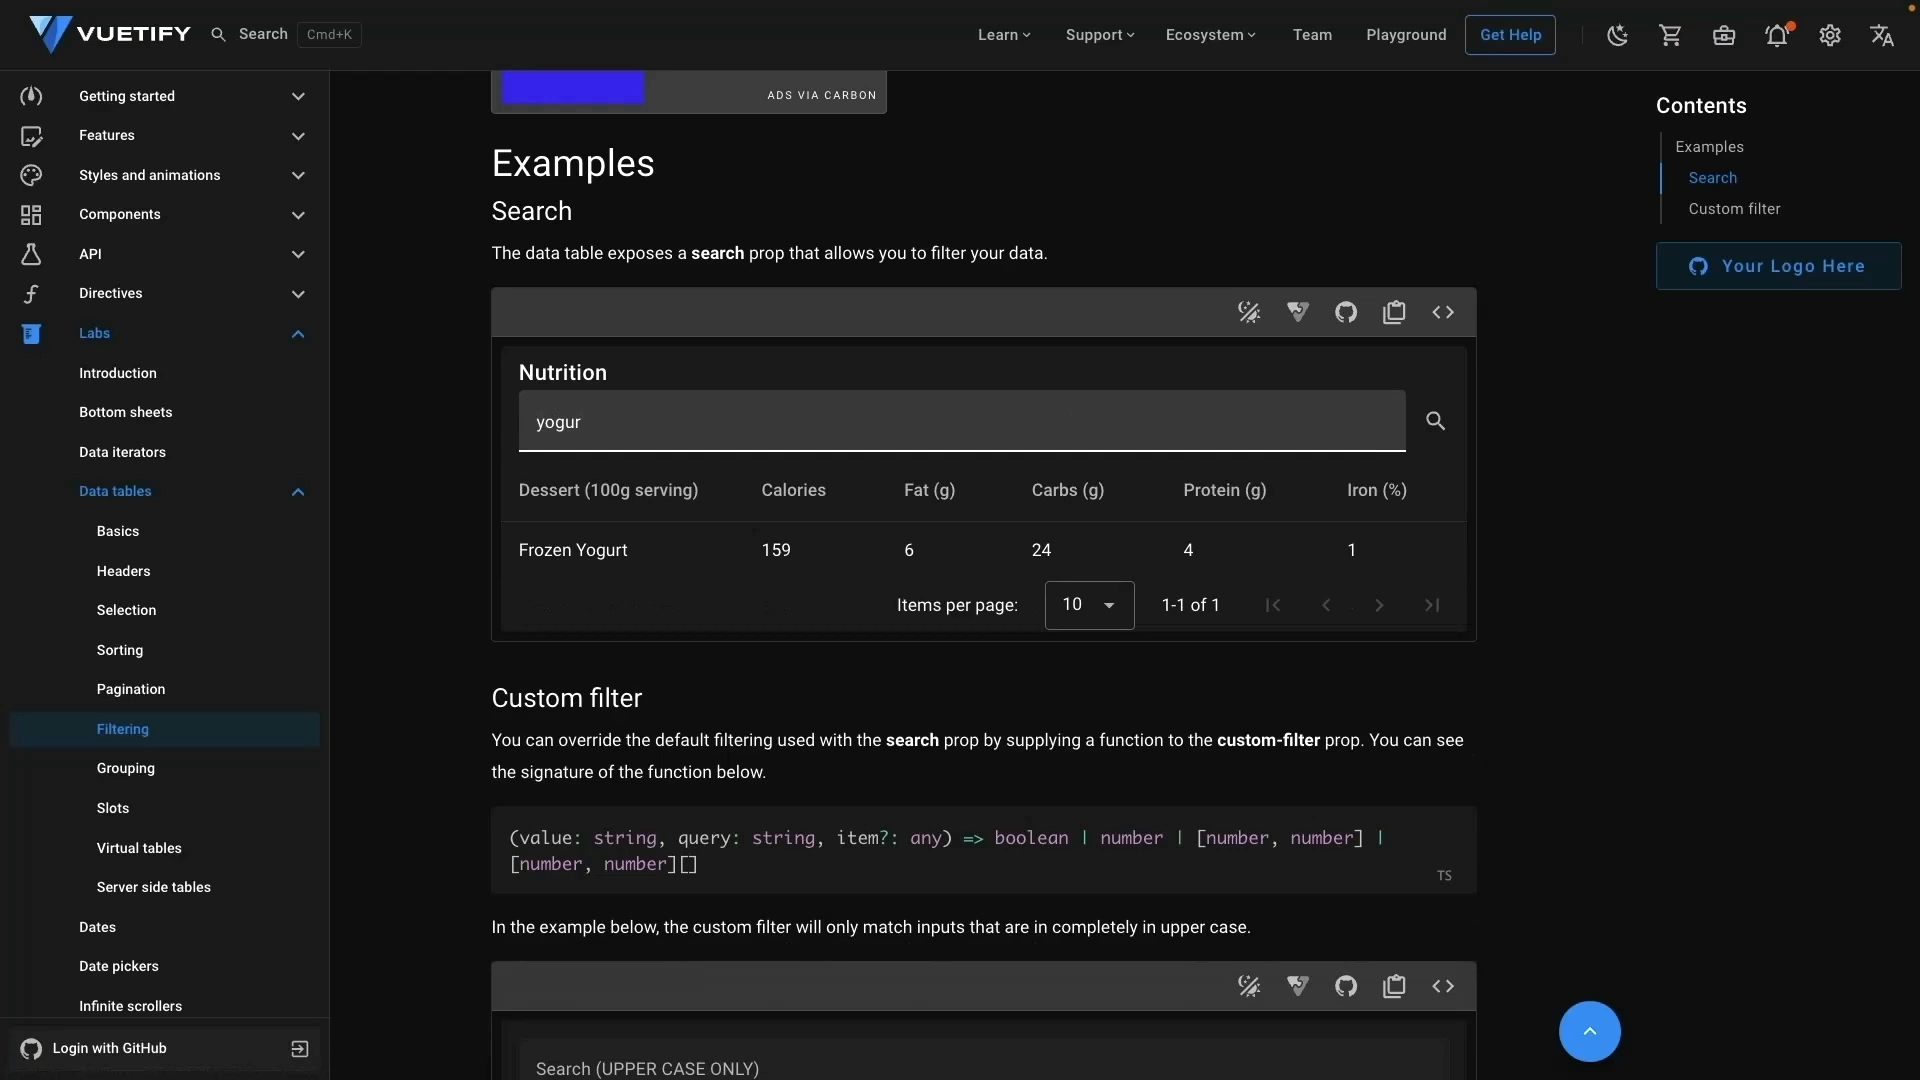 VUETIFY
Search Cmd+K
Learn
Support
Ecosystem
Team
Playground
Get Help
Getting started
Features
Styles and animations
Components
API
Directives
Labs
Introduction
Bottom sheets
Data iterators
Data tables
Basics
Headers
Selection
Sorting
Pagination
Filtering
Grouping
Slots
Virtual tables
Server side tables
Dates
Date pickers
Infinite scrollers
Login with GitHub
ADS VIA CARBON
Examples
Search
The data table exposes a search prop that allows you to filter your data.
Nutrition
yogur
Dessert (100g serving) Calories Fat (g) Carbs (g) Protein (g) Iron (%)
Frozen Yogurt 159 6 24 4 1
Items per page: 10 1-1 of 1
Custom filter
You can override the default filtering used with the search prop by supplying a function to the custom-filter prop. You can see
the signature of the function below.
(value: string, query: string, item?: any) => boolean | number | [number, number] |
[number, number][]
TS
In the example below, the custom filter will only match inputs that are in completely in upper case.
Search (UPPER CASE ONLY)
Contents
Examples
Search
Custom filter
Your Logo Here